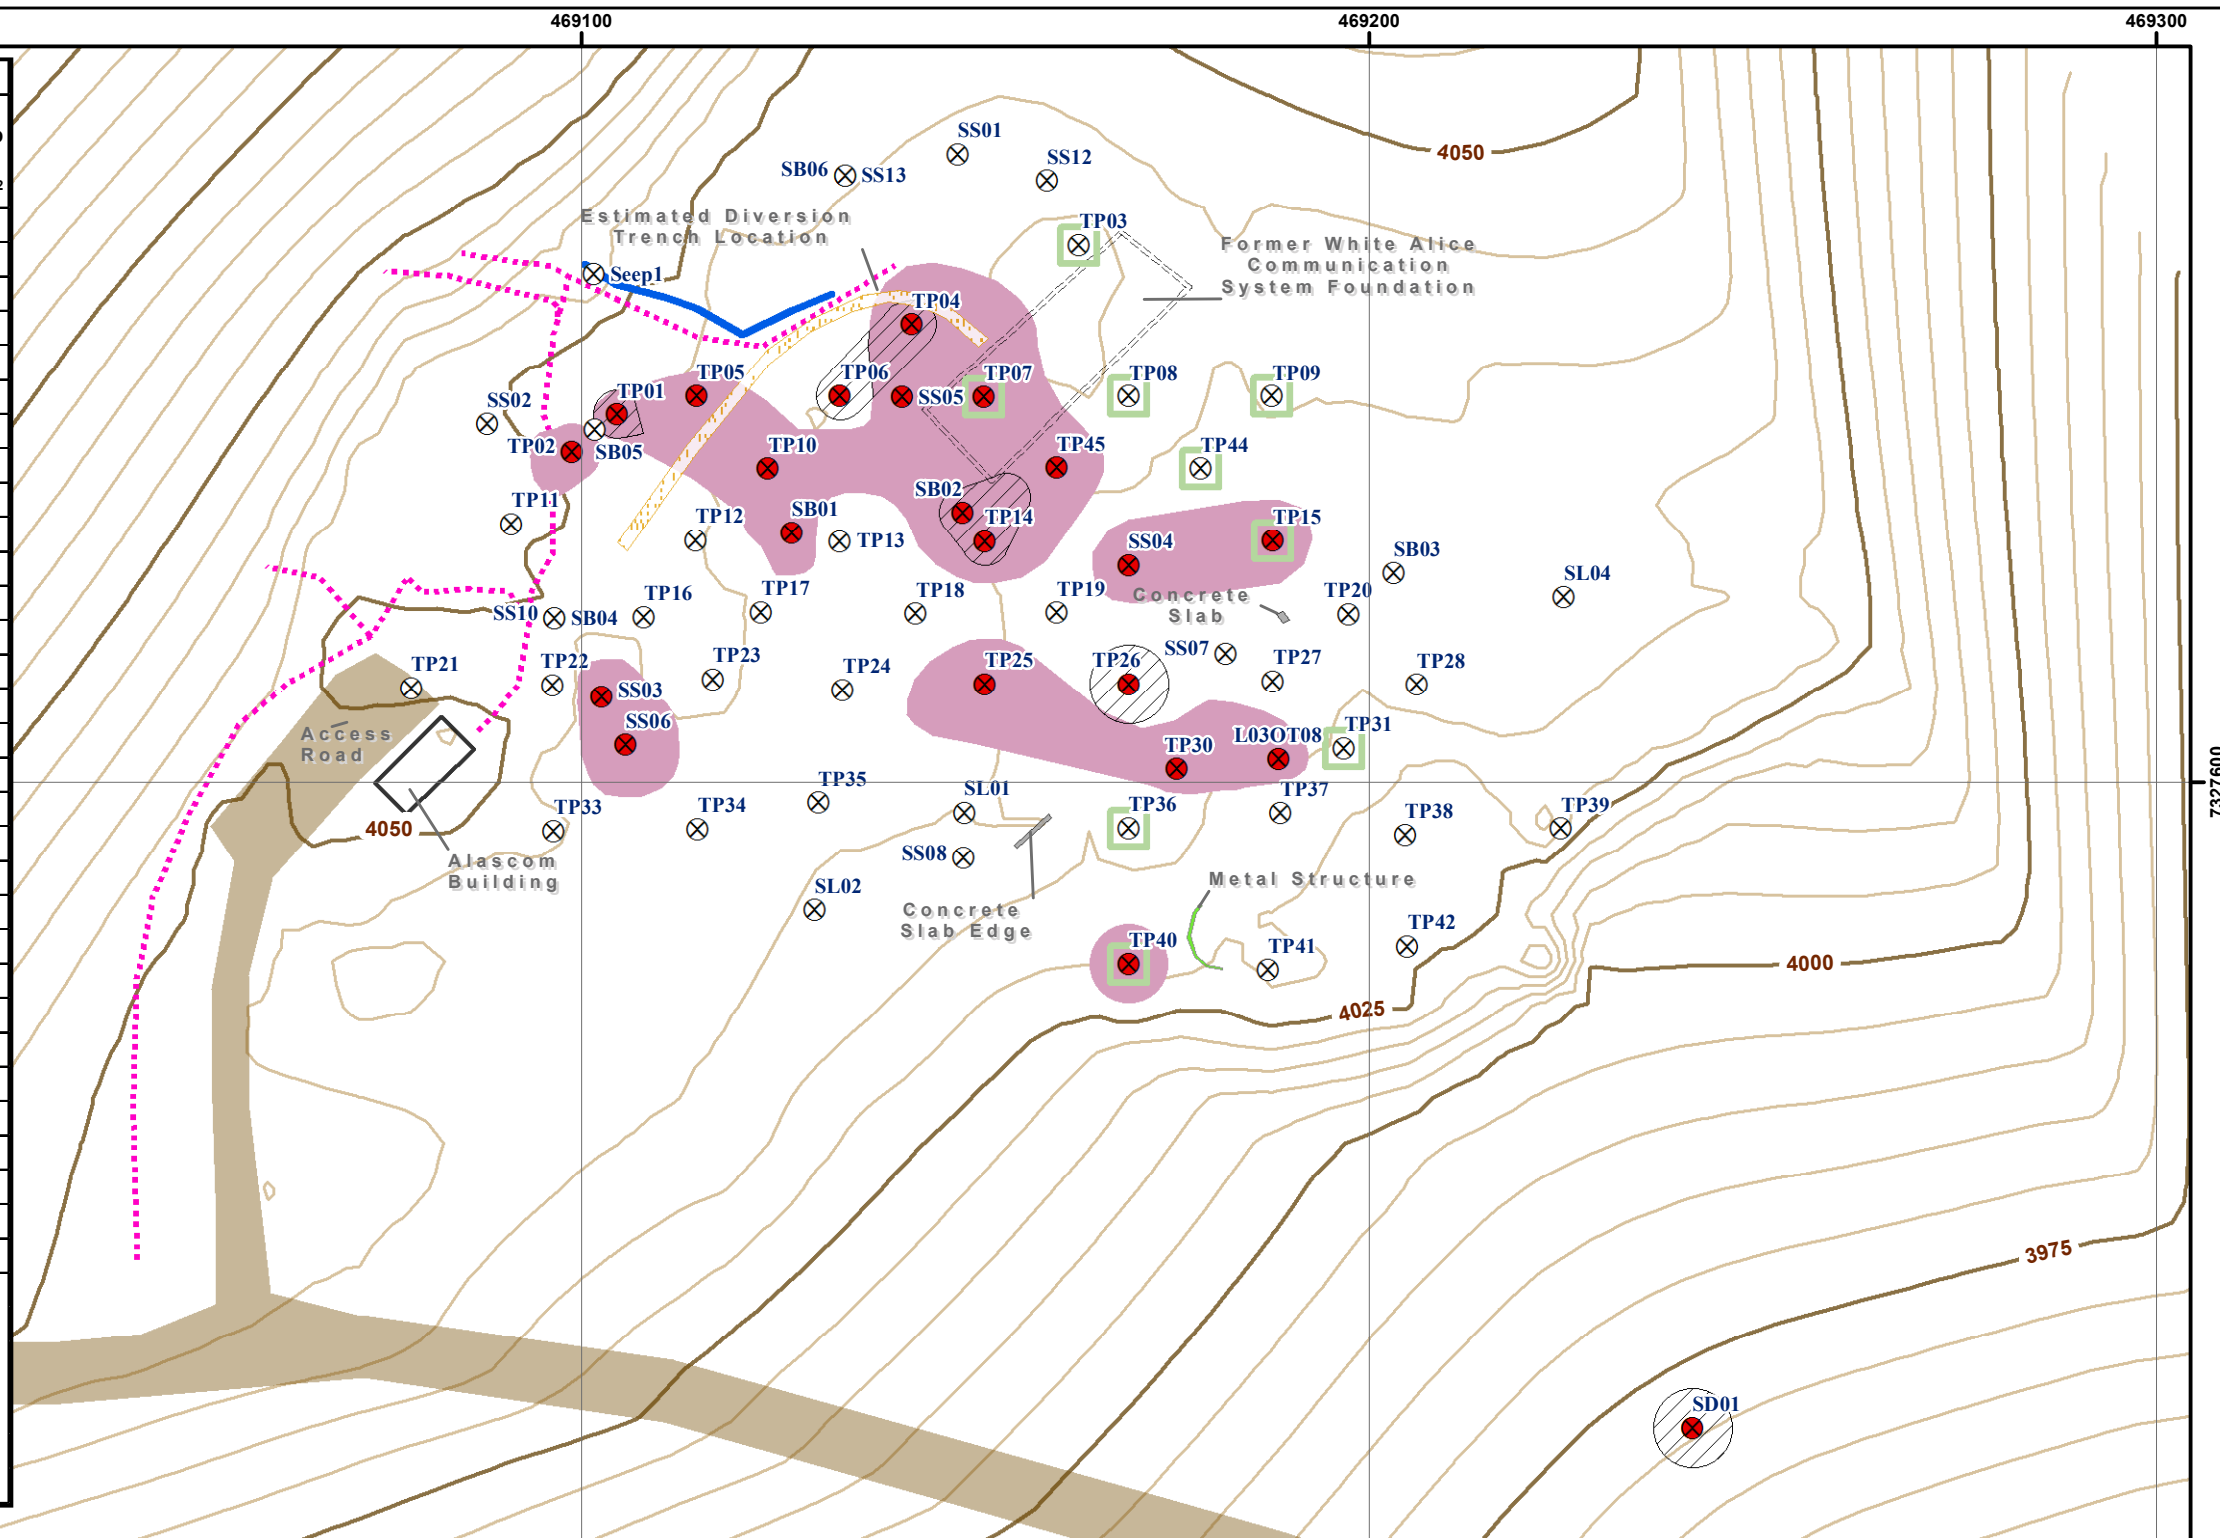 469100
469200
469300
4050
SS01
SS12
SB06
SS13
Estimated Diversion
Trench Location
TP03
Former White Alice
Communication
System Foundation
Seep1
TP04
TP05
TP06
TP07
TP08
TP09
TP01
SS05
SS02
TP02
SB05
TP10
TP45
TP44
TP11
SB02
TP12
SB01
TP13
TP14
TP15
SS04
SB03
SL04
SS10
SB04
TP16
TP17
TP18
TP19
Concrete
Slab
TP20
TP21
TP22
TP23
TP24
TP25
TP26
SS07
TP27
TP28
SS03
SS06
Access
Road
TP30
L03OT08
TP31
7327600
4050
TP33
TP34
TP35
SL01
TP36
TP37
TP38
TP39
Alascom
Building
SS08
SL02
Concrete
Slab Edge
Metal Structure
TP40
TP41
TP42
4000
4025
3975
SD01